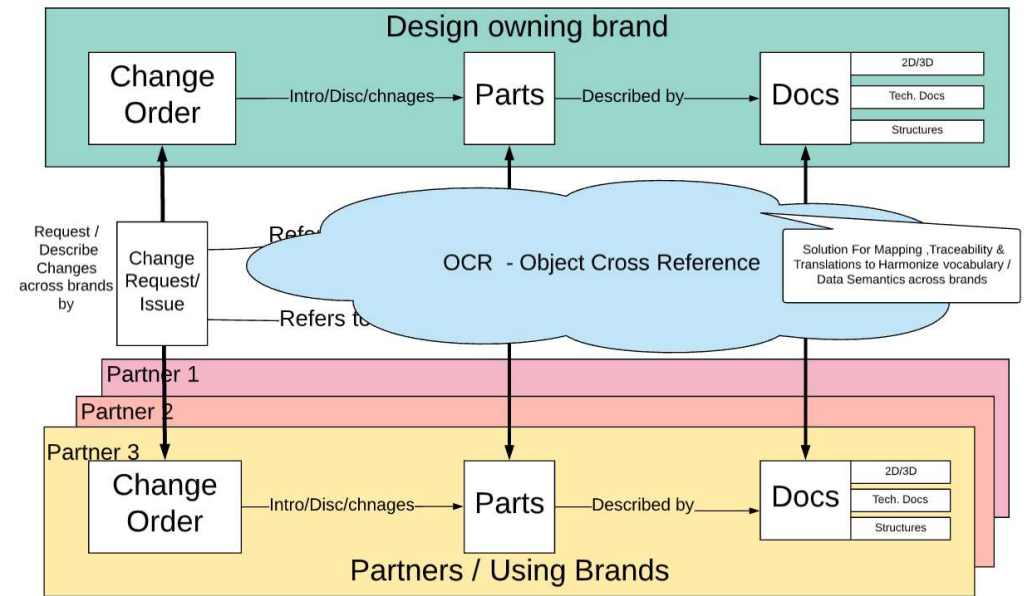 Design owning brand
Change
Order
Intro/Disc/chnages
Parts
Described by
Docs
2D/3D
Tech. Docs
Structures
Request /
Describe
Changes
across brands
by
Change
Request/
Issue
Refers to
OCR - Object Cross Reference
Solution For Mapping ,Traceability &
Translations to Harmonize vocabulary /
Data Semantics across brands
Partner 1
Partner 2
Partner 3
Change
Order
Intro/Disc/chnages
Parts
Described by
Docs
2D/3D
Tech. Docs
Structures
Partners / Using Brands